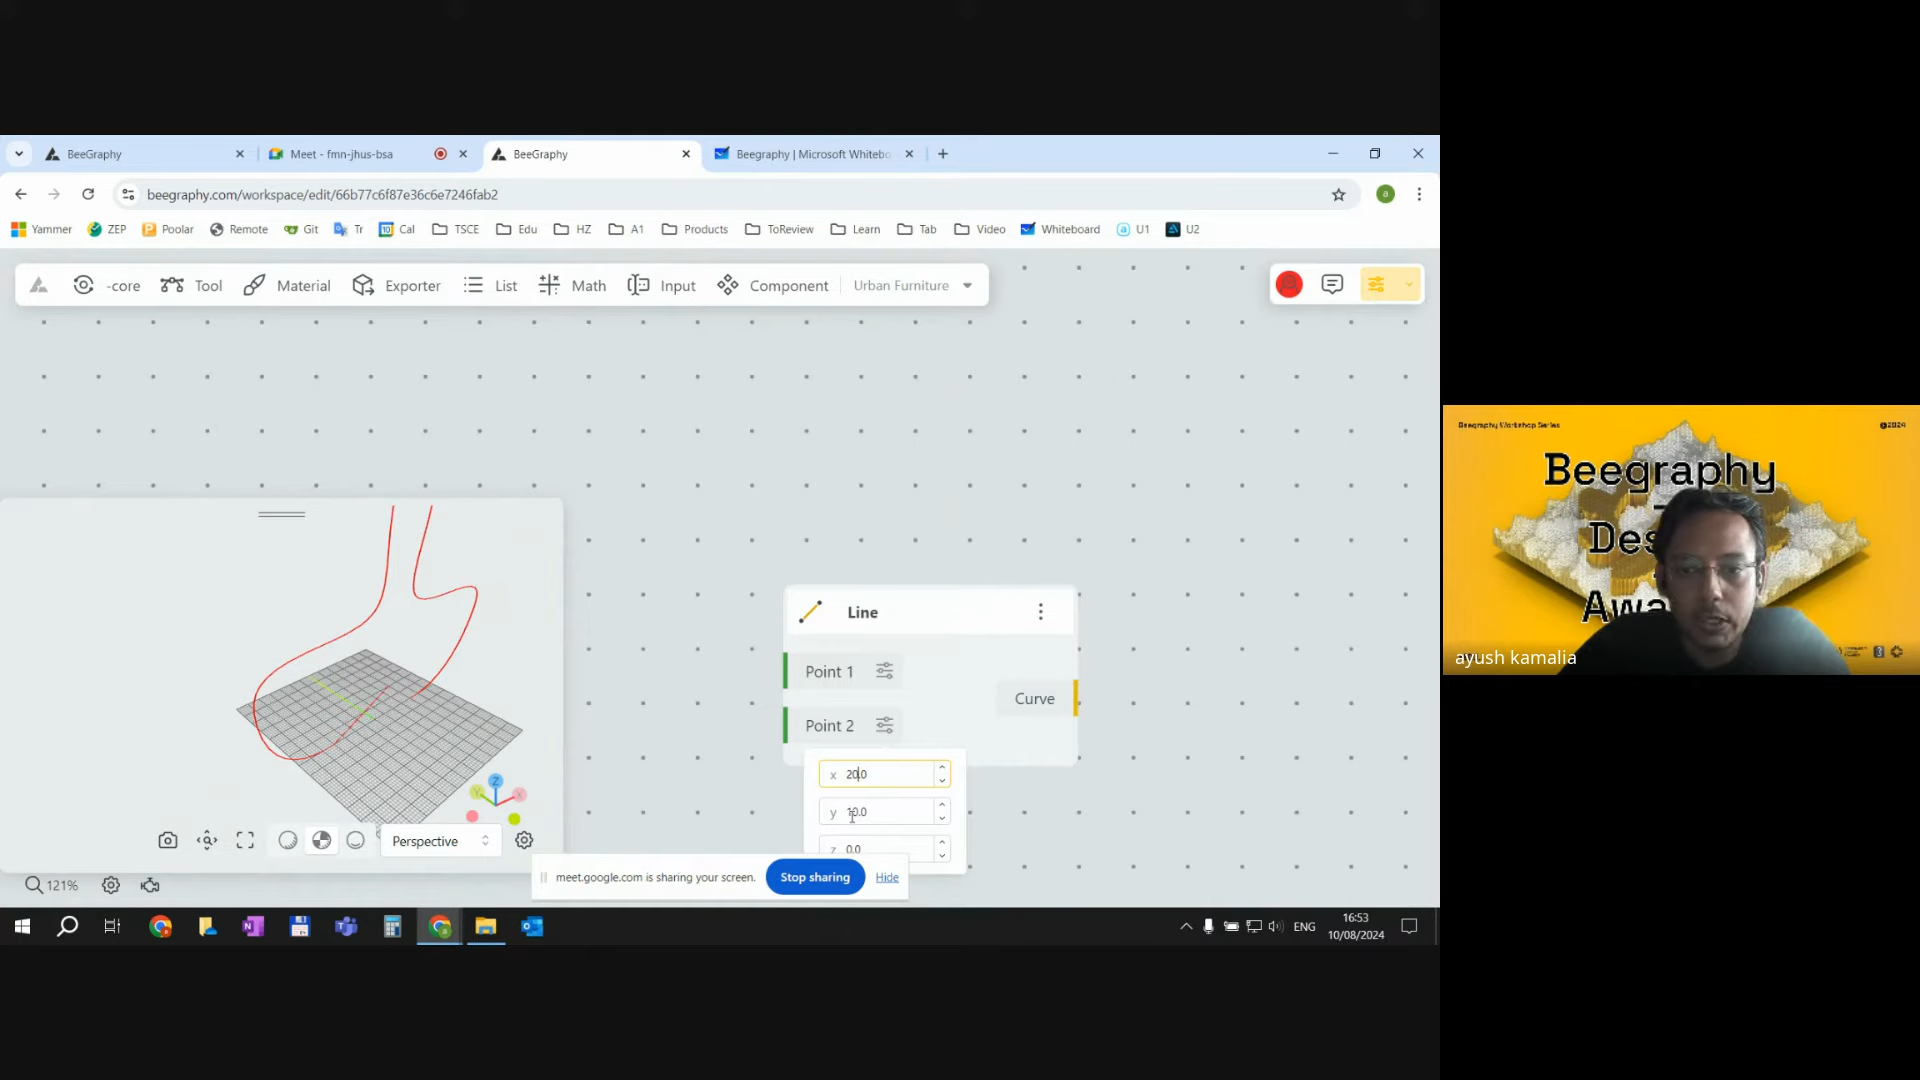 BeeGraphy
Meet - fmn-jhus-bsa
BeeGraphy
Beegraphy | Microsoft Whitebo
beegraphy.com/workspace/edit/66b77c6f87e36c6e7246fab2
a
Yammer
ZEP
Poolar
Remote
Git
Tr
Cal
TSCE
Edu
HZ
A1
Products
ToReview
Learn
Tab
Video
Whiteboard
U1
U2
-core
Tool
Material
Exporter
List
Math
Input
Component
Urban Furniture
Line
Point 1
Point 2
Curve
x 20.0
y 10.0
z 0.0
Z
Y
X
Perspective
121%
meet.google.com is sharing your screen.
Stop sharing
Hide
ENG
16:53
10/08/2024
Beegraphy Workshop Series
©2024
Beegraphy
Des
Awa
ayush kamalia